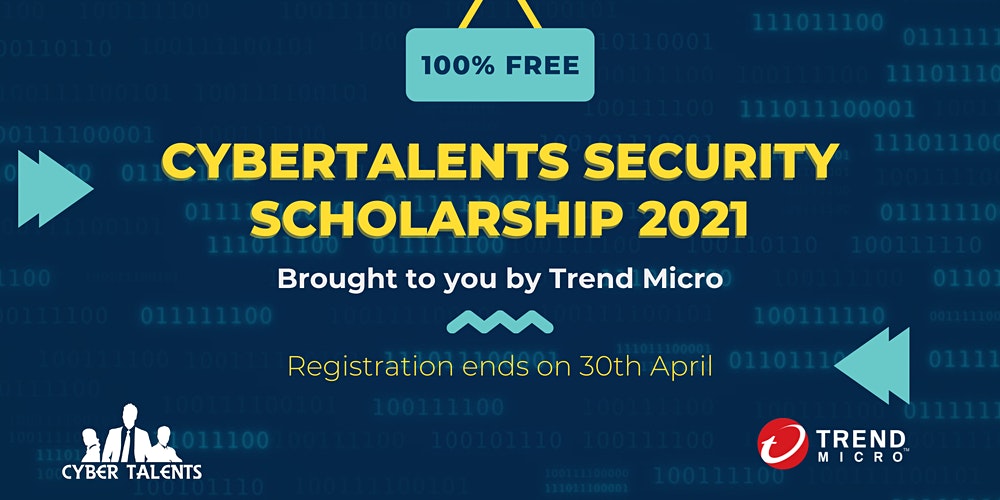 100% FREE
CYBERTALENTS SECURITY
SCHOLARSHIP 2021
Brought to you by Trend Micro
Registration ends on 30th April
CYBER TALENTS
TREND
MICRO™